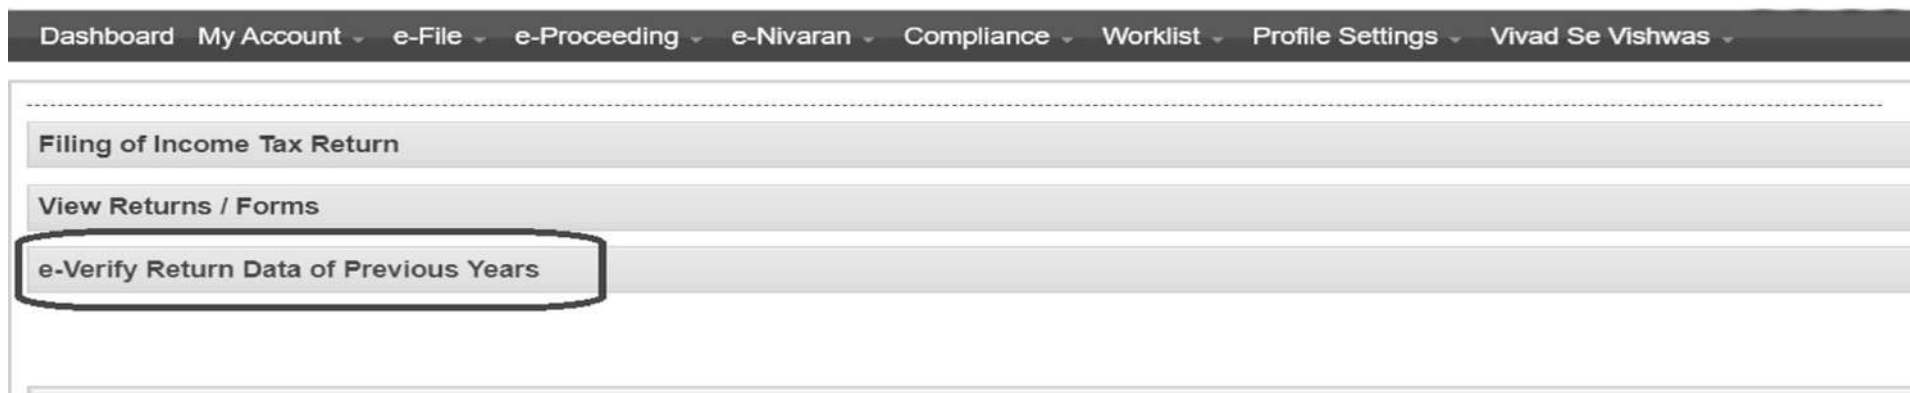 Dashboard My Account e-File e-Proceeding e-Nivaran Compliance Worklist Profile Settings Vivad Se Vishwas
Filing of Income Tax Return
View Returns / Forms
e-Verify Return Data of Previous Years